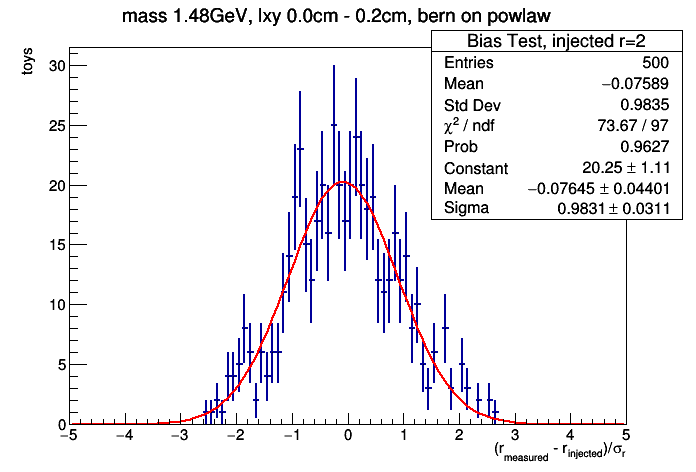 mass 1.48GeV, lxy 0.0cm - 0.2cm, bern on powlaw
Bias Test, injected r=2
Entries 500
Mean −0.07589
Std Dev 0.9835
χ² / ndf 73.67 / 97
Prob 0.9627
Constant 20.25 ± 1.11
Mean −0.07645 ± 0.04401
Sigma 0.9831 ± 0.0311
toys
30
25
20
15
10
5
0
−5 −4 −3 −2 −1 0 1 2 3 4 5
(r_measured - r_injected)/σ_r